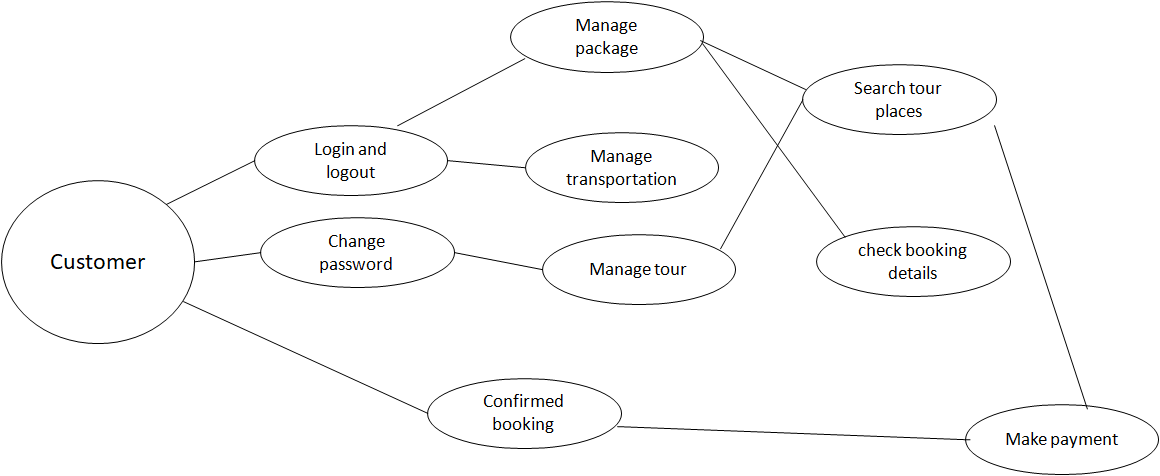 Manage
package
Search tour
places
Login and
logout
Manage
transportation
Customer
Change
password
Manage tour
check booking
details
Confirmed
booking
Make payment